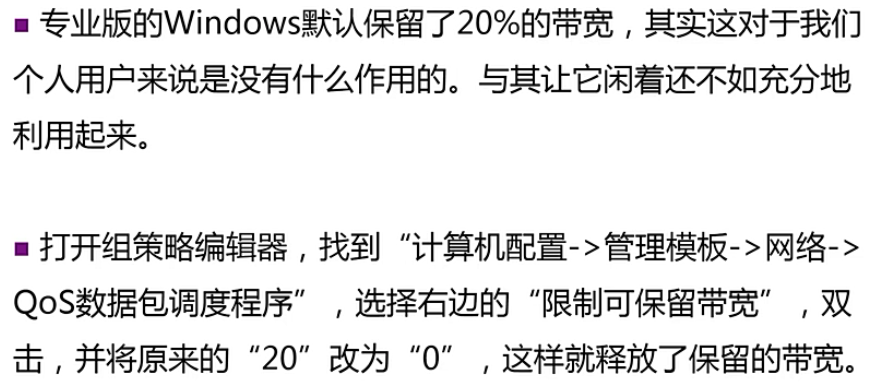 ■ 专业版的Windows默认保留了20%的带宽，其实这对于我们
个人用户来说是没有什么作用的。与其让它闲着还不如充分地
利用起来。
■ 打开组策略编辑器，找到“计算机配置->管理模板->网络->
QoS数据包调度程序”，选择右边的“限制可保留带宽”，双
击，并将原来的“20”改为“0”，这样就释放了保留的带宽。